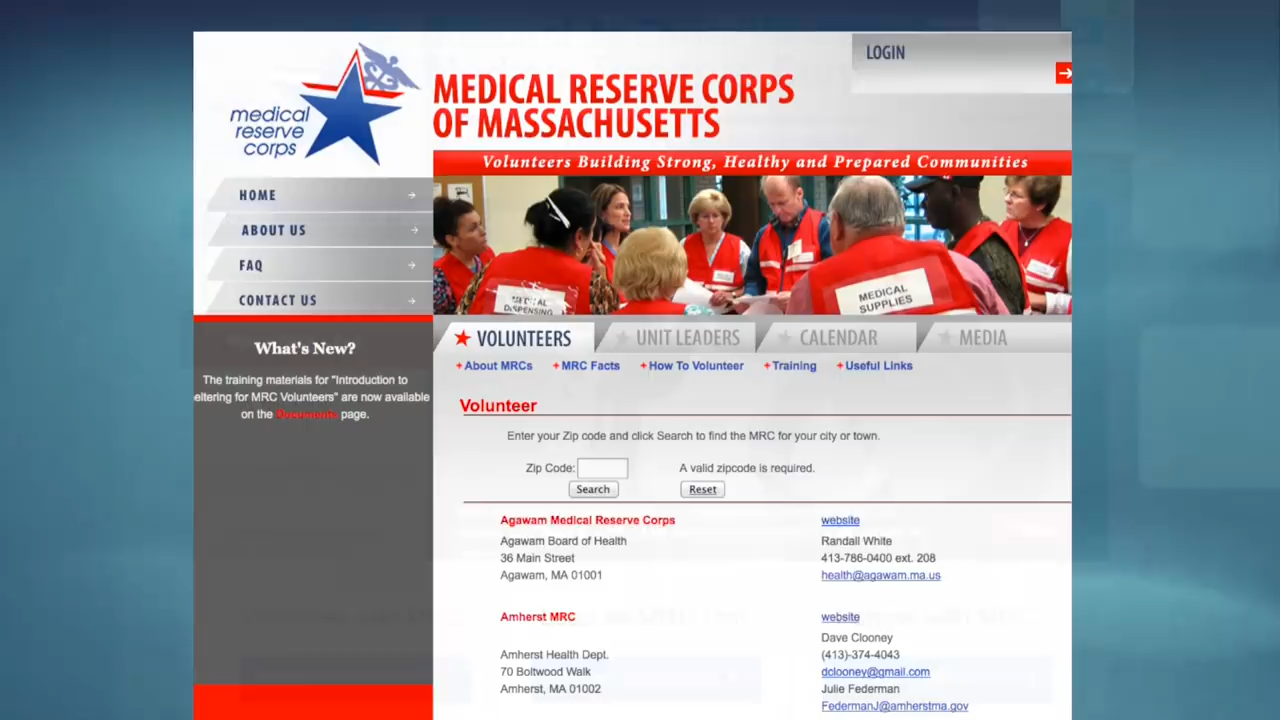 medical
reserve
corps
MEDICAL RESERVE CORPS
OF MASSACHUSETTS
LOGIN
Volunteers Building Strong, Healthy and Prepared Communities
HOME
ABOUT US
FAQ
CONTACT US
MEDICAL
DISPENSING
MEDICAL
SUPPLIES
What's New?
The training materials for "Introduction to
eltering for MRC Volunteers" are now available
on the Documents page.
VOLUNTEERS
UNIT LEADERS
CALENDAR
MEDIA
+About MRCs +MRC Facts +How To Volunteer +Training +Useful Links
Volunteer
Enter your Zip code and click Search to find the MRC for your city or town.
Zip Code: A valid zipcode is required.
Search Reset
Agawam Medical Reserve Corps website
Agawam Board of Health Randall White
36 Main Street 413-786-0400 ext. 208
Agawam, MA 01001 health@agawam.ma.us
Amherst MRC website
Dave Clooney
Amherst Health Dept. (413)-374-4043
70 Boltwood Walk dclooney@gmail.com
Amherst, MA 01002 Julie Federman
FedermanJ@amherstma.gov